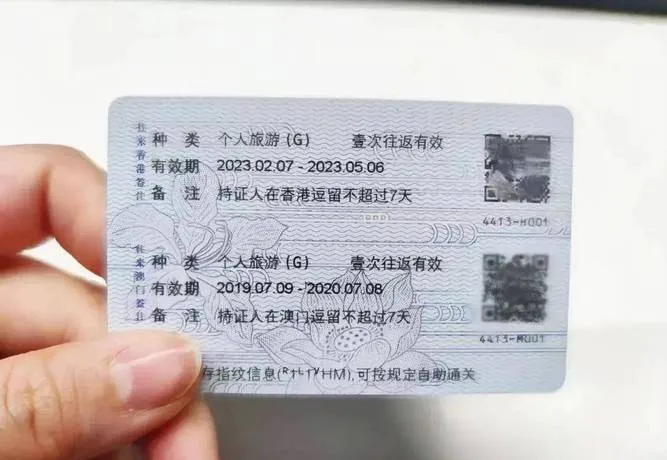 往来香港签注
种 类 个人旅游(G) 壹次往返有效
有效期 2023.02.07 - 2023.05.06
备 注 持证人在香港逗留不超过7天
4413-H001
往来澳门签注
种 类 个人旅游(G) 壹次往返有效
有效期 2019.07.09 - 2020.07.08
备 注 持证人在澳门逗留不超过7天
4413-M001
存指纹信息(R1L1YHM),可按规定自助通关